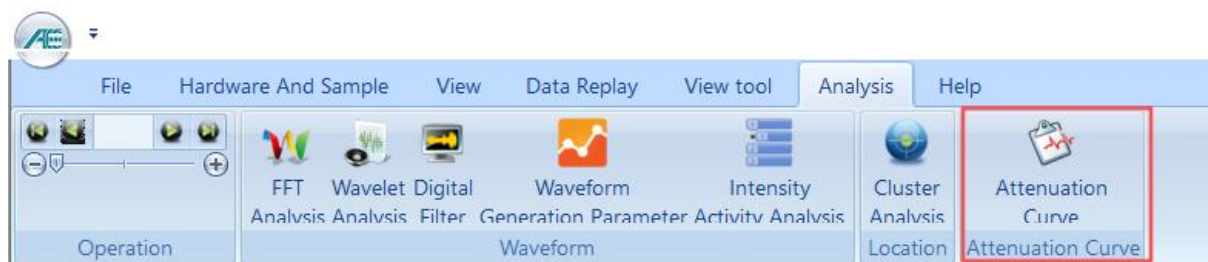 AE
File Hardware And Sample View Data Replay View tool Analysis Help
FFT Wavelet Digital Waveform Intensity Cluster Attenuation
Analysis Analysis Filter Generation Parameter Activity Analysis Analysis Curve
Operation Waveform Location Attenuation Curve